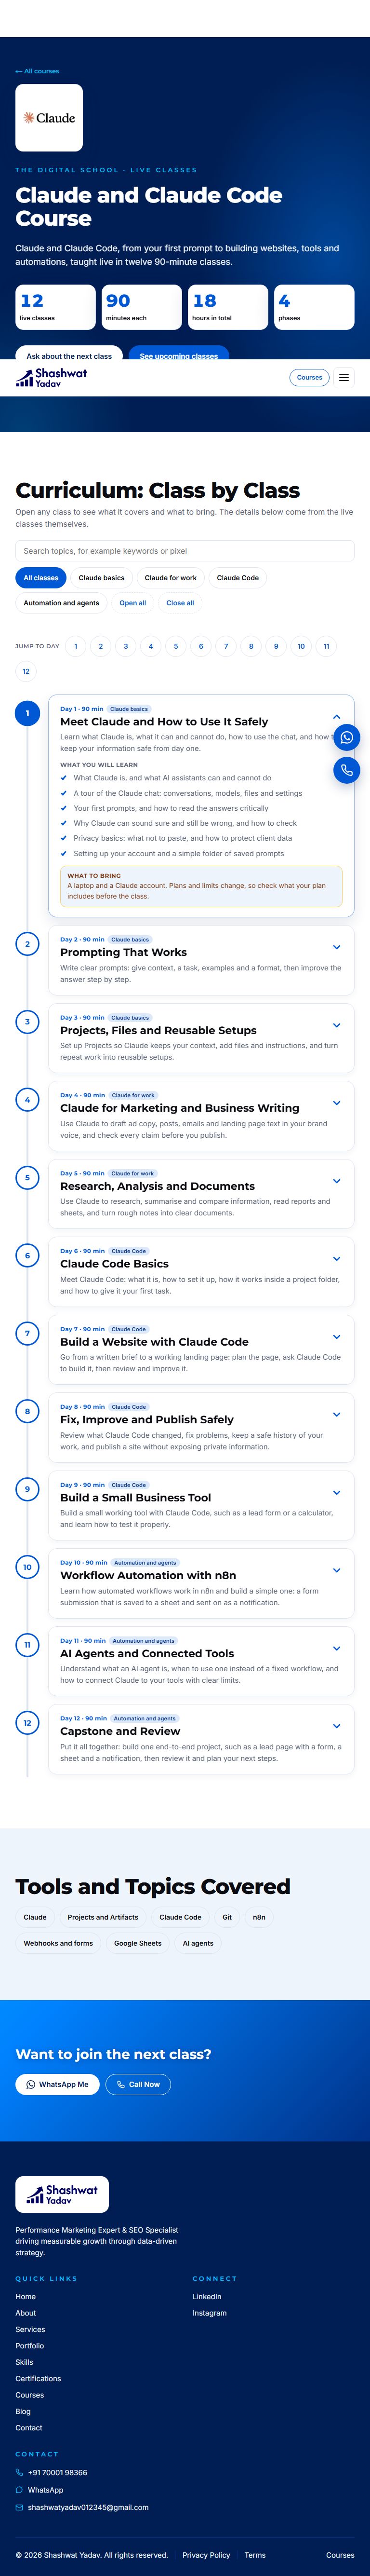 ← All courses
Claude
THE DIGITAL SCHOOL · LIVE CLASSES
Claude and Claude Code
Course
Claude and Claude Code, from your first prompt to building websites, tools and
automations, taught live in twelve 90-minute classes.
12
live classes
90
minutes each
18
hours in total
4
phases
Ask about the next class
See upcoming classes
Shashwat
Yadav
Courses
Curriculum: Class by Class
Open any class to see what it covers and what to bring. The details below come from the live
classes themselves.
Search topics, for example keywords or pixel
All classes
Claude basics
Claude for work
Claude Code
Automation and agents
Open all
Close all
JUMP TO DAY
1
2
3
4
5
6
7
8
9
10
11
12
1
Day 1 · 90 min
Claude basics
Meet Claude and How to Use It Safely
Learn what Claude is, what it can and cannot do, how to use the chat, and how
keep your information safe from day one.
WHAT YOU WILL LEARN
What Claude is, and what AI assistants can and cannot do
A tour of the Claude chat: conversations, models, files and settings
Your first prompts, and how to read the answers critically
Why Claude can sound sure and still be wrong, and how to check
Privacy basics: what not to paste, and how to protect client data
Setting up your account and a simple folder of saved prompts
WHAT TO BRING
A laptop and a Claude account. Plans and limits change, so check what your plan
includes before the class.
2
Day 2 · 90 min
Claude basics
Prompting That Works
Write clear prompts: give context, a task, examples and a format, then improve the
answer step by step.
3
Day 3 · 90 min
Claude basics
Projects, Files and Reusable Setups
Set up Projects so Claude keeps your context, add files and instructions, and turn
repeat work into reusable setups.
4
Day 4 · 90 min
Claude for work
Claude for Marketing and Business Writing
Use Claude to draft ad copy, posts, emails and landing page text in your brand
voice, and check every claim before you publish.
5
Day 5 · 90 min
Claude for work
Research, Analysis and Documents
Use Claude to research, summarise and compare information, read reports and
sheets, and turn rough notes into clear documents.
6
Day 6 · 90 min
Claude Code
Claude Code Basics
Meet Claude Code: what it is, how to set it up, how it works inside a project folder,
and how to give it your first task.
7
Day 7 · 90 min
Claude Code
Build a Website with Claude Code
Go from a written brief to a working landing page: plan the page, ask Claude Code
to build it, then review and improve it.
8
Day 8 · 90 min
Claude Code
Fix, Improve and Publish Safely
Review what Claude Code changed, fix problems, keep a safe history of your
work, and publish a site without exposing private information.
9
Day 9 · 90 min
Claude Code
Build a Small Business Tool
Build a small working tool with Claude Code, such as a lead form or a calculator,
and learn how to test it properly.
10
Day 10 · 90 min
Automation and agents
Workflow Automation with n8n
Learn how automated workflows work in n8n and build a simple one: a form
submission that is saved to a sheet and sent on as a notification.
11
Day 11 · 90 min
Automation and agents
AI Agents and Connected Tools
Understand what an AI agent is, when to use one instead of a fixed workflow, and
how to connect Claude to your tools with clear limits.
12
Day 12 · 90 min
Automation and agents
Capstone and Review
Put it all together: build one end-to-end project, such as a lead page with a form, a
sheet and a notification, then review it and plan your next steps.
Tools and Topics Covered
Claude
Projects and Artifacts
Claude Code
Git
n8n
Webhooks and forms
Google Sheets
AI agents
Want to join the next class?
WhatsApp Me
Call Now
Shashwat
Yadav
Performance Marketing Expert & SEO Specialist
driving measurable growth through data-driven
strategy.
QUICK LINKS
Home
About
Services
Portfolio
Skills
Certifications
Courses
Blog
Contact
CONNECT
LinkedIn
Instagram
CONTACT
+91 70001 98366
WhatsApp
shashwatyadav012345@gmail.com
© 2026 Shashwat Yadav. All rights reserved.
Privacy Policy
Terms
Courses